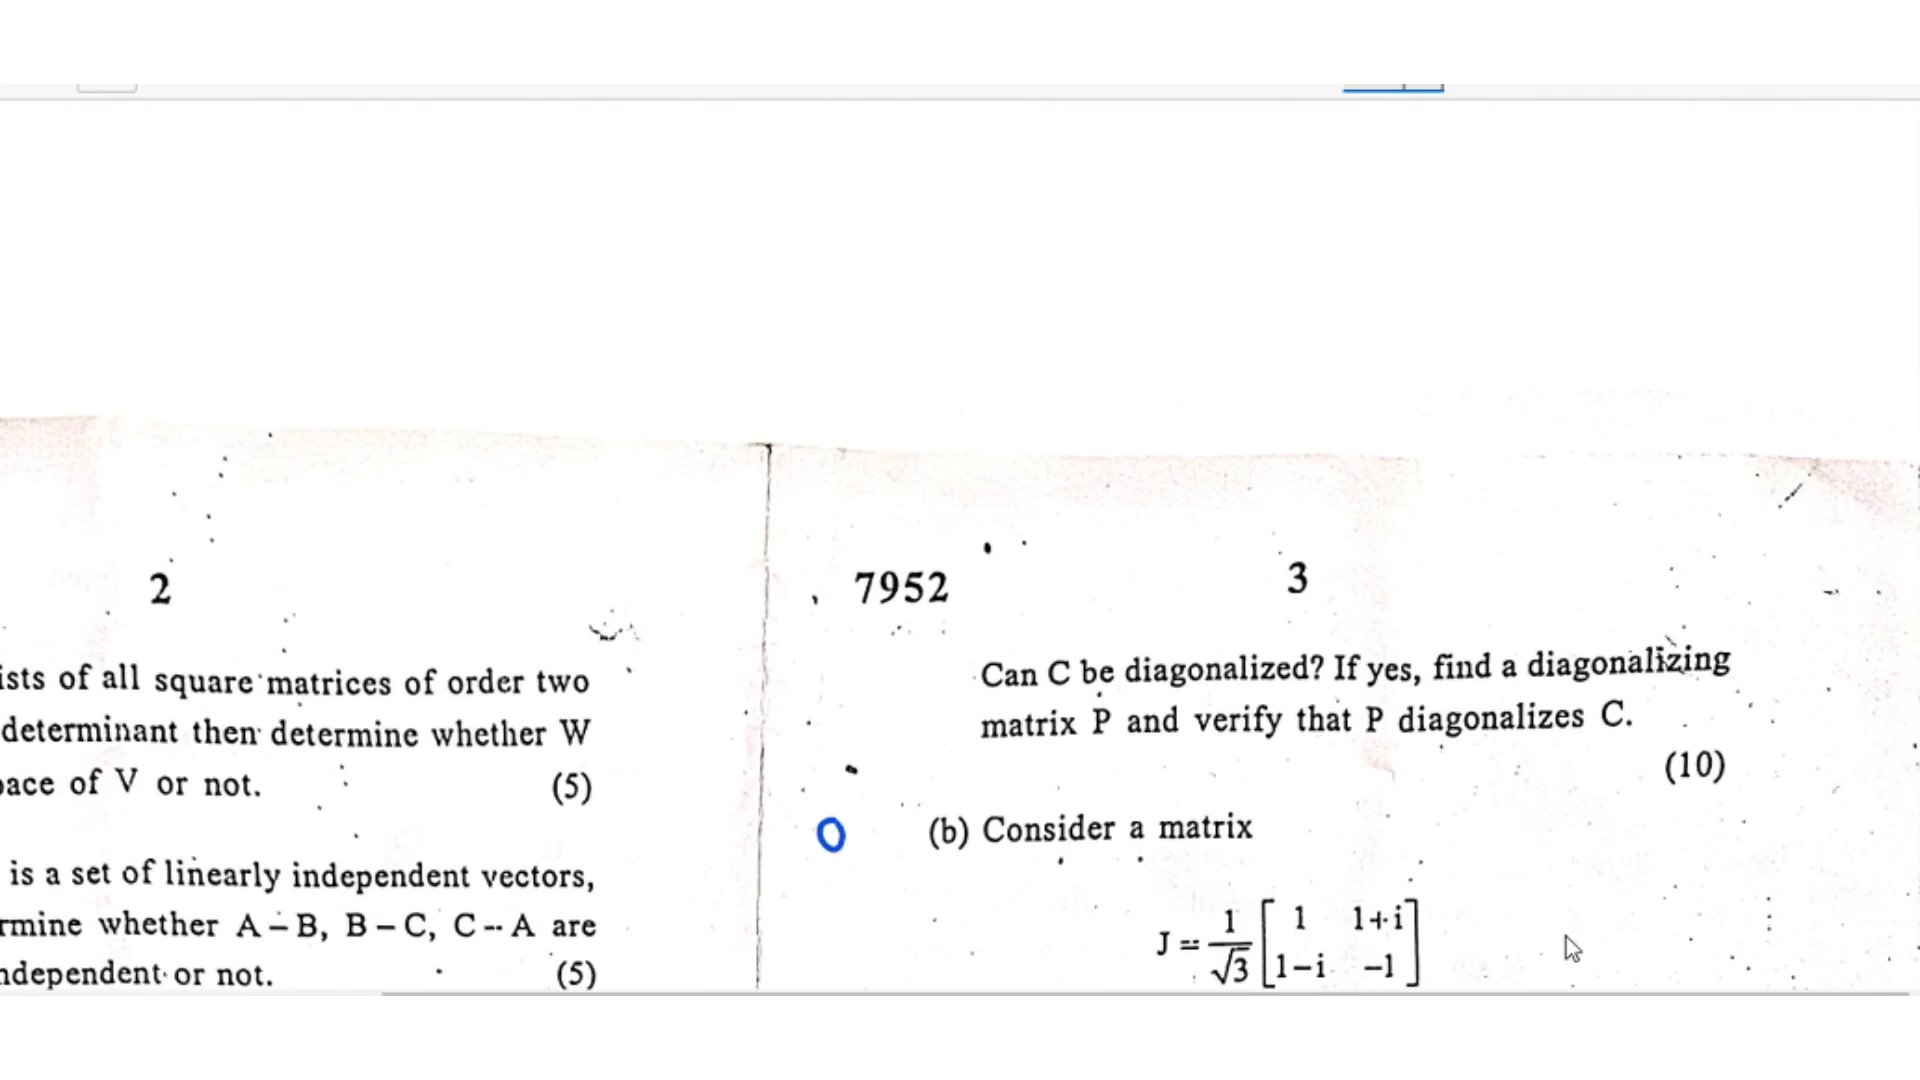 2
ists of all square matrices of order two
determinant then determine whether W
ace of V or not. (5)
is a set of linearly independent vectors,
rmine whether A – B, B – C, C – A are
ndependent or not. (5)
7952 3
Can C be diagonalized? If yes, find a diagonalizing
matrix P and verify that P diagonalizes C.
(10)
(b) Consider a matrix
J = 1/√3 [1 1+i
1–i –1]